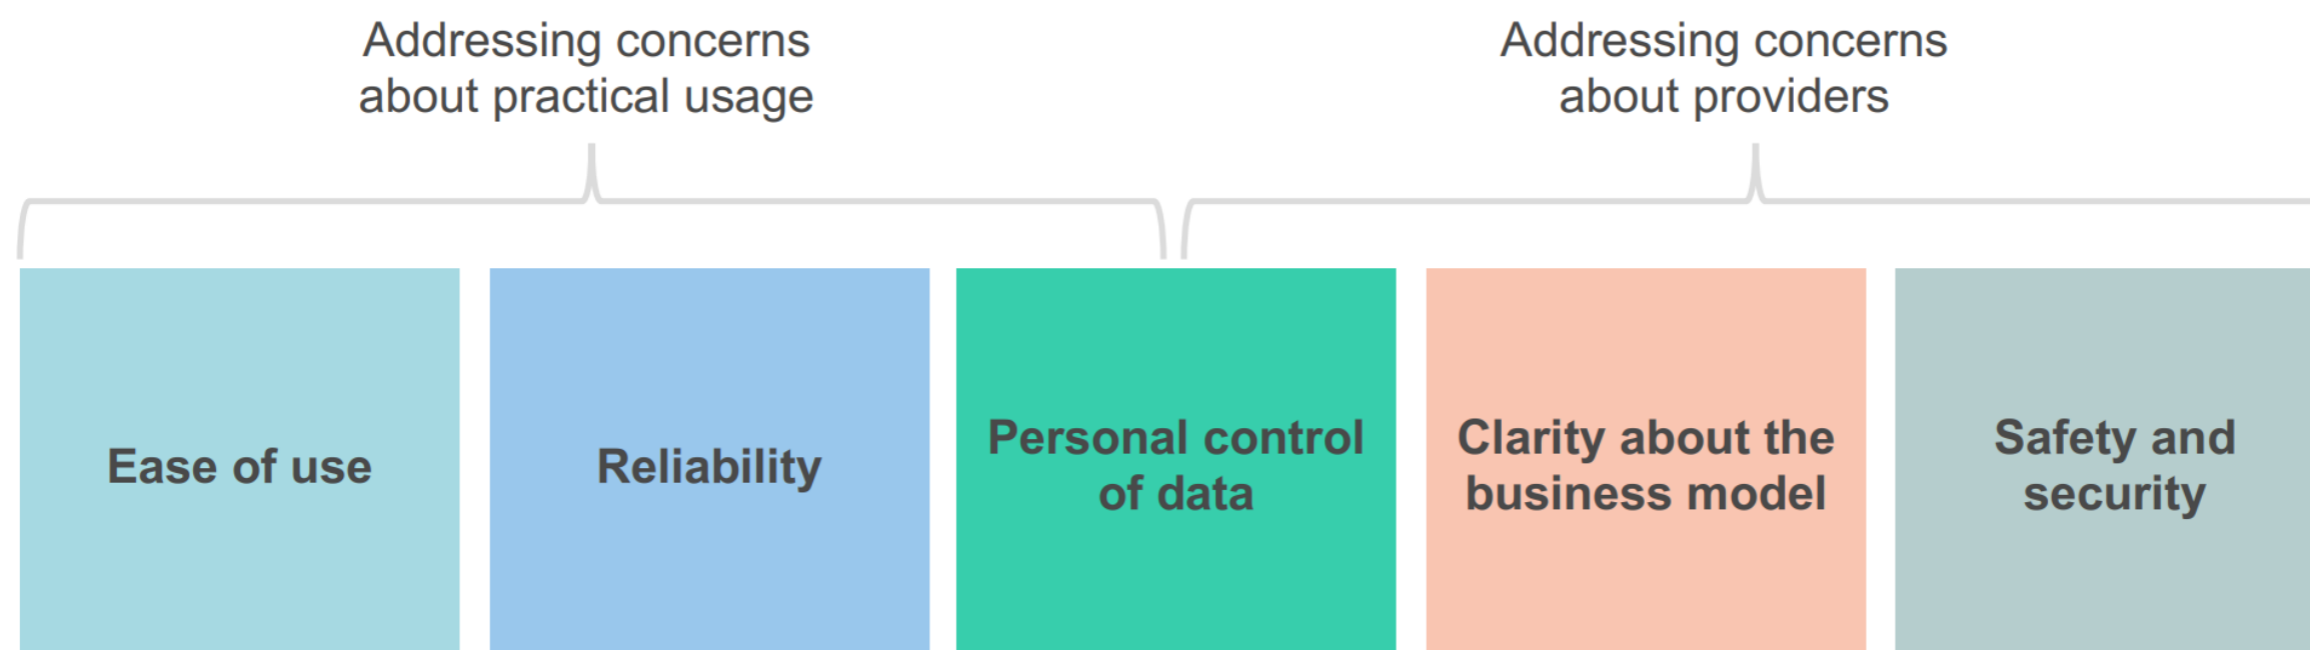 Addressing concerns
about practical usage
Addressing concerns
about providers
Ease of use
Reliability
Personal control
of data
Clarity about the
business model
Safety and
security